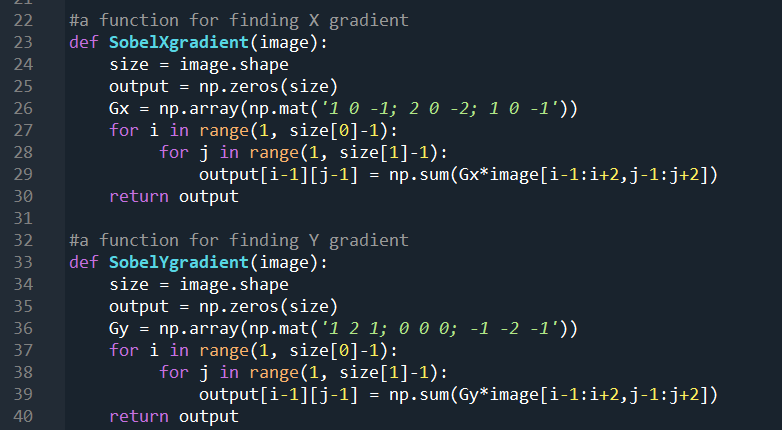 22 #a function for finding X gradient
23 def SobelXgradient(image):
24     size = image.shape
25     output = np.zeros(size)
26     Gx = np.array(np.mat('1 0 -1; 2 0 -2; 1 0 -1'))
27     for i in range(1, size[0]-1):
28          for j in range(1, size[1]-1):
29              output[i-1][j-1] = np.sum(Gx*image[i-1:i+2,j-1:j+2])
30     return output
31
32 #a function for finding Y gradient
33 def SobelYgradient(image):
34     size = image.shape
35     output = np.zeros(size)
36     Gy = np.array(np.mat('1 2 1; 0 0 0; -1 -2 -1'))
37     for i in range(1, size[0]-1):
38          for j in range(1, size[1]-1):
39              output[i-1][j-1] = np.sum(Gy*image[i-1:i+2,j-1:j+2])
40     return output